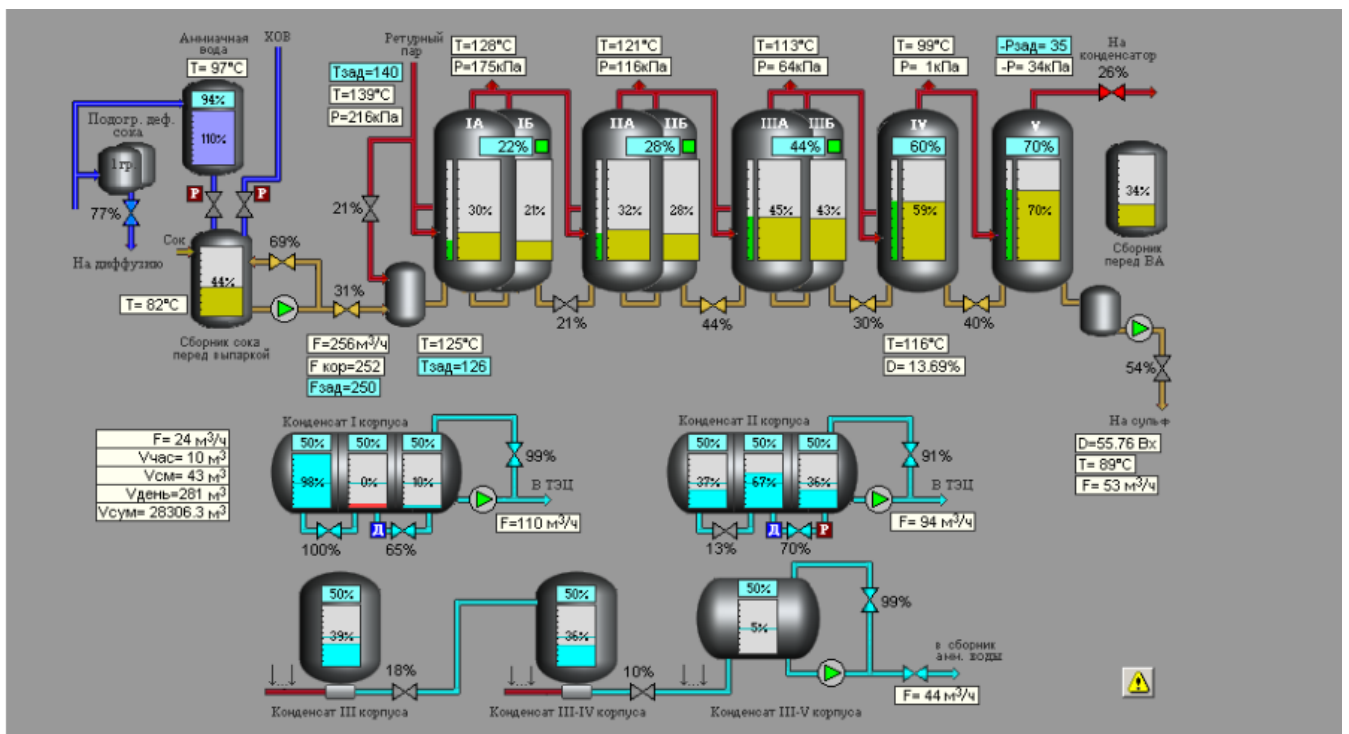 Аммиачная
вода
ХОВ
Ретурный
пар
T= 97°C
94%
110%
Подогр. деф.
сока
1 гр.
77%
На диффузию
P
P
Сок
69%
44%
T= 82°C
31%
Сборник сока
перед выпаркой
Tзад=140
T=139°C
P=216кПа
21%
T=128°C
P=175кПа
T=121°C
P=116кПа
T=113°C
P= 64кПа
T= 99°C
P= 1кПа
-Pзад= 35
-P= 34кПа
На
конденсатор
26%
IА
IБ
22%
30%
21%
IIА
IIБ
28%
32%
28%
IIIА
IIIБ
44%
45%
43%
IV
60%
59%
V
70%
70%
34%
Сборник
перед ВА
21%
44%
30%
40%
F=256м³/ч
F кор=252
Fзад=250
T=125°C
Tзад=126
T=116°C
D= 13.69%
54%
На сульф
D=55.76 Вх
T= 89°C
F= 53 м³/ч
F= 24 м³/ч
Vчас= 10 м³
Vсм= 43 м³
Vдень=281 м³
Vсум= 28306.3 м³
Конденсат I корпуса
50%
50%
50%
98%
0%
10%
99%
В ТЭЦ
F=110 м³/ч
100%
Д
65%
Конденсат II корпуса
50%
50%
50%
37%
67%
36%
91%
В ТЭЦ
F= 94 м³/ч
13%
Д
70%
P
50%
39%
18%
Конденсат III корпуса
50%
36%
10%
Конденсат III-IV корпуса
50%
5%
99%
Конденсат III-V корпуса
в сборник
амм. воды
F= 44 м³/ч